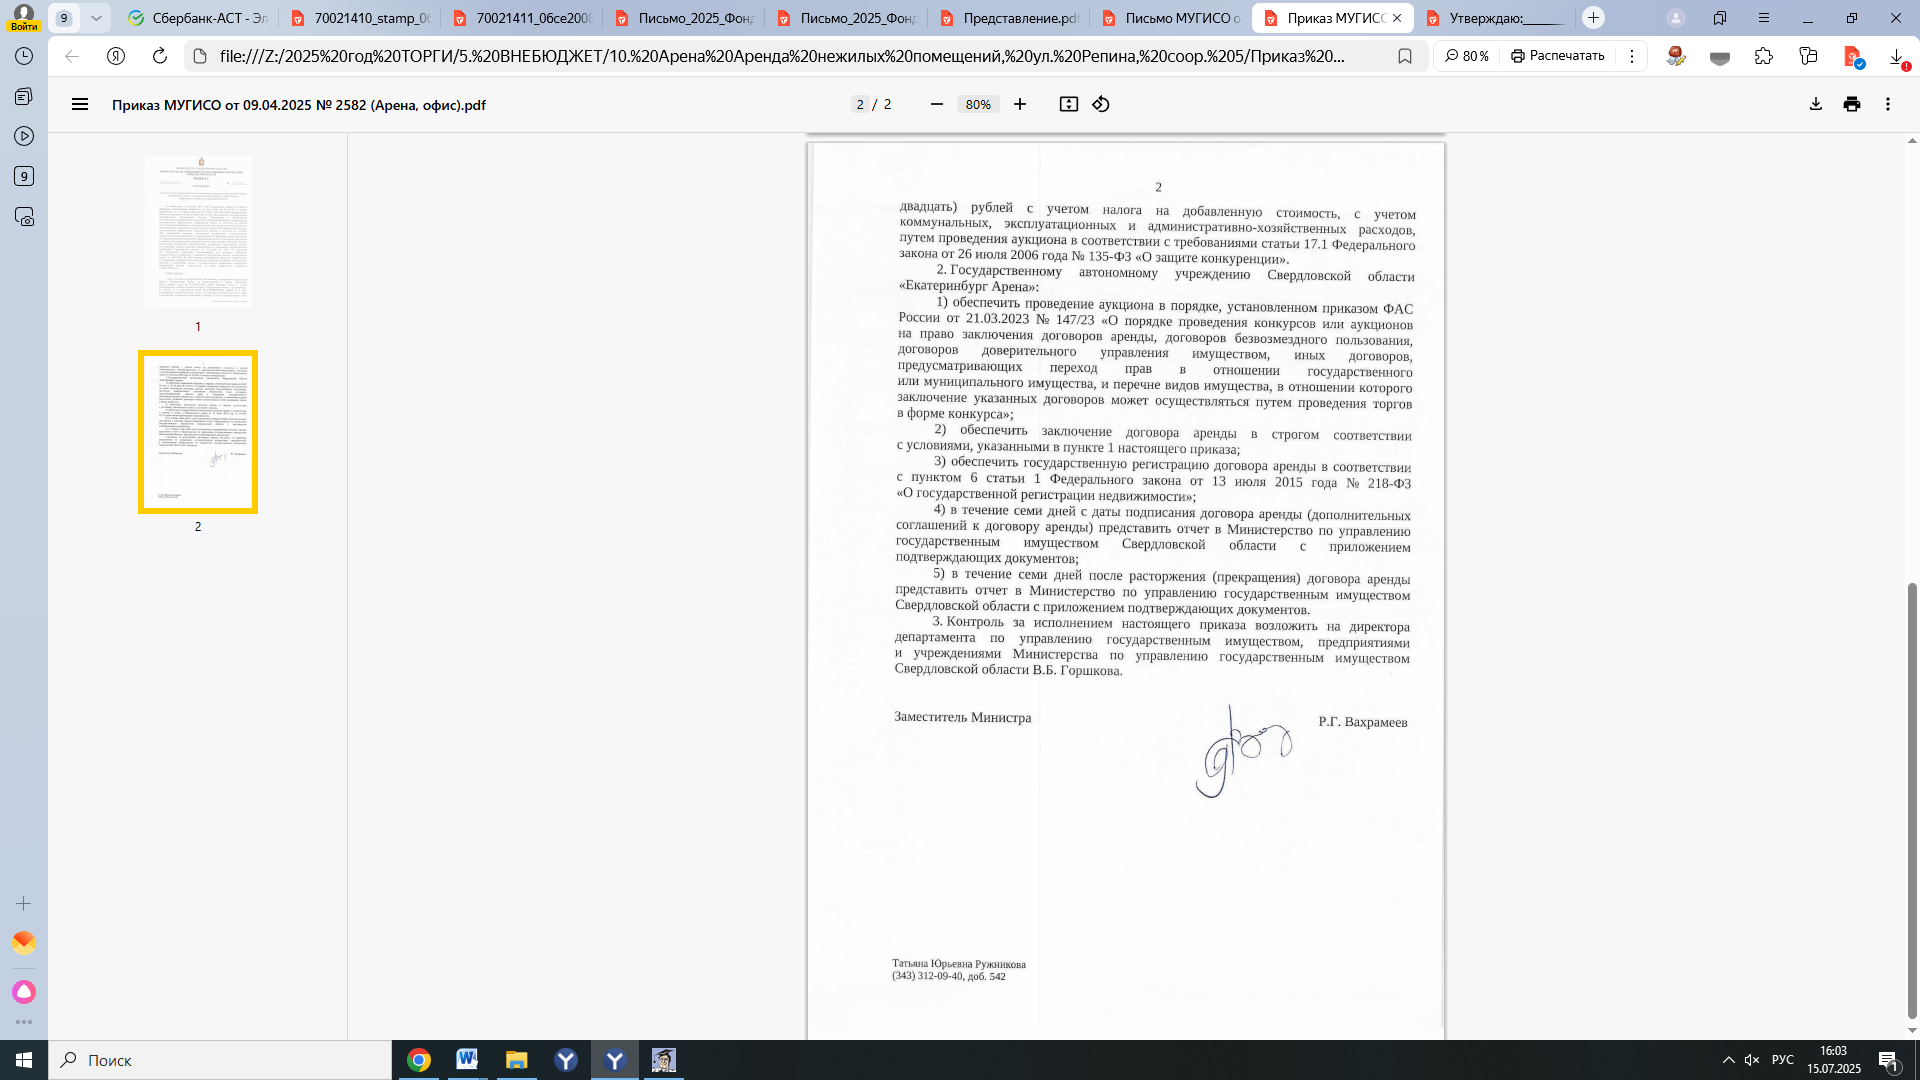 9
Сбербанк-АСТ - Эл
70021410_stamp_06
70021411_06ce2008
Письмо_2025_Фонд
Письмо_2025_Фонд
Представление.pdf
Письмо МУГИСО о
Приказ МУГИСО
Утверждаю:_______
Войти
file:///Z:/2025%20год%20ТОРГИ/5.%20ВНЕБЮДЖЕТ/10.%20Арена%20Аренда%20нежилых%20помещений,%20ул.%20Репина,%20соор.%205/Приказ%20...
80 %
Распечатать
Приказ МУГИСО от 09.04.2025 № 2582 (Арена, офис).pdf
2 / 2
80%
9
1
2
2
двадцать) рублей с учетом налога на добавленную стоимость, с учетом
коммунальных, эксплуатационных и административно-хозяйственных расходов,
путем проведения аукциона в соответствии с требованиями статьи 17.1 Федерального
закона от 26 июля 2006 года № 135-ФЗ «О защите конкуренции».
2. Государственному автономному учреждению Свердловской области
«Екатеринбург Арена»:
1) обеспечить проведение аукциона в порядке, установленном приказом ФАС
России от 21.03.2023 № 147/23 «О порядке проведения конкурсов или аукционов
на право заключения договоров аренды, договоров безвозмездного пользования,
договоров доверительного управления имуществом, иных договоров,
предусматривающих переход прав в отношении государственного
или муниципального имущества, и перечне видов имущества, в отношении которого
заключение указанных договоров может осуществляться путем проведения торгов
в форме конкурса»;
2) обеспечить заключение договора аренды в строгом соответствии
с условиями, указанными в пункте 1 настоящего приказа;
3) обеспечить государственную регистрацию договора аренды в соответствии
с пунктом 6 статьи 1 Федерального закона от 13 июля 2015 года № 218-ФЗ
«О государственной регистрации недвижимости»;
4) в течение семи дней с даты подписания договора аренды (дополнительных
соглашений к договору аренды) представить отчет в Министерство по управлению
государственным имуществом Свердловской области с приложением
подтверждающих документов;
5) в течение семи дней после расторжения (прекращения) договора аренды
представить отчет в Министерство по управлению государственным имуществом
Свердловской области с приложением подтверждающих документов.
3. Контроль за исполнением настоящего приказа возложить на директора
департамента по управлению государственным имуществом, предприятиями
и учреждениями Министерства по управлению государственным имуществом
Свердловской области В.Б. Горшкова.
Заместитель Министра
Р.Г. Вахрамеев
Татьяна Юрьевна Ружникова
(343) 312-09-40, доб. 542
Поиск
РУС
16:03
15.07.2025
1